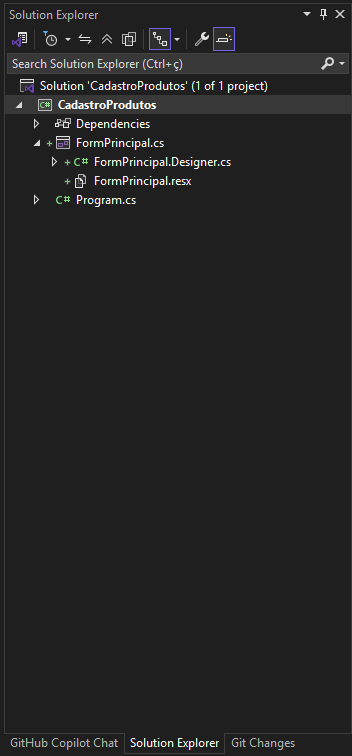 Solution Explorer
Search Solution Explorer (Ctrl+ç)
Solution 'CadastroProdutos' (1 of 1 project)
C# CadastroProdutos
Dependencies
FormPrincipal.cs
C# FormPrincipal.Designer.cs
FormPrincipal.resx
C# Program.cs
GitHub Copilot Chat Solution Explorer Git Changes